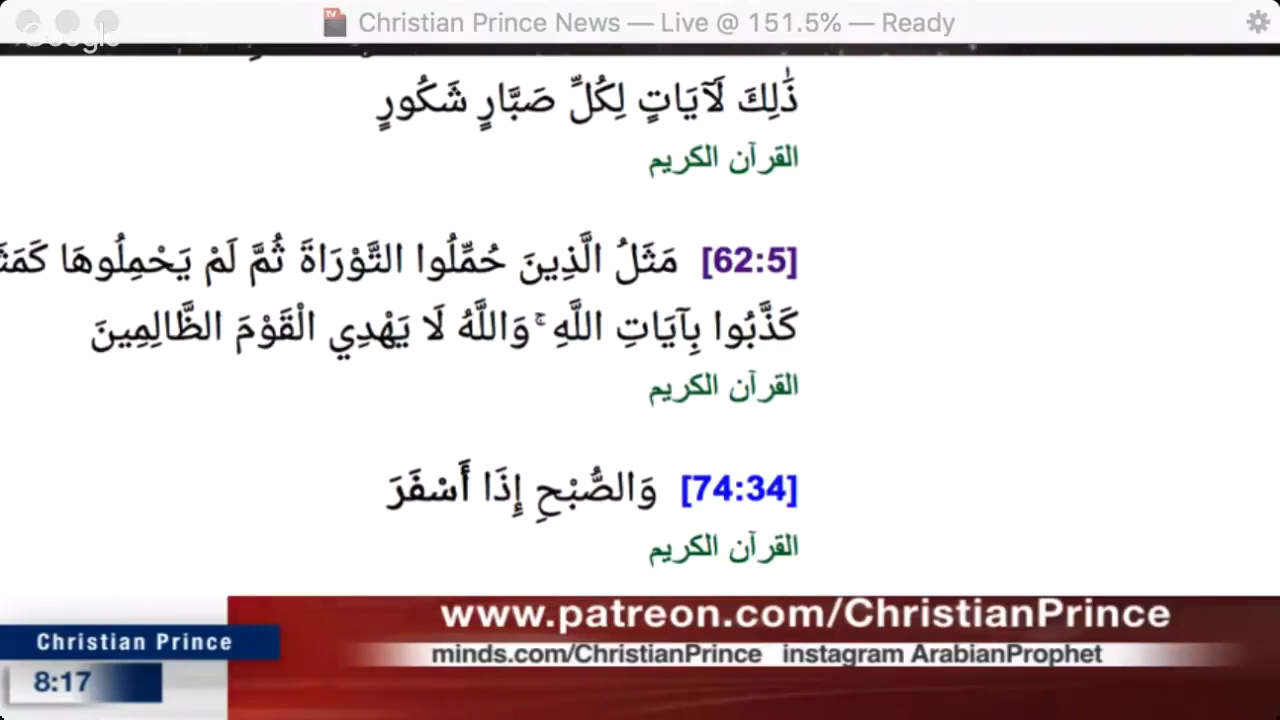 Christian Prince News — Live @ 151.5% — Ready
Google
ذَٰلِكَ لَآيَاتٍ لِكُلِّ صَبَّارٍ شَكُورٍ
القرآن الكريم
[62:5] مَثَلُ الَّذِينَ حُمِّلُوا التَّوْرَاةَ ثُمَّ لَمْ يَحْمِلُوهَا
كَذَّبُوا بِآيَاتِ اللَّهِ ۚ وَاللَّهُ لَا يَهْدِي الْقَوْمَ الظَّالِمِينَ
القرآن الكريم
[74:34] وَالصُّبْحِ إِذَا أَسْفَرَ
القرآن الكريم
www.patreon.com/ChristianPrince
Christian Prince
minds.com/ChristianPrince instagram ArabianProphet
8:17